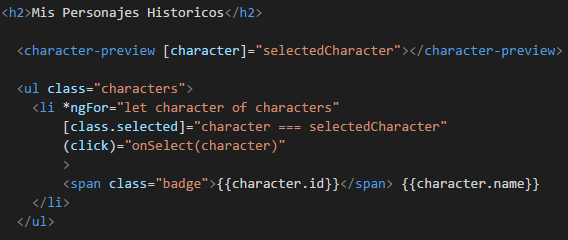 <h2>Mis Personajes Historicos</h2>
<character-preview [character]="selectedCharacter"></character-preview>
<ul class="characters">
<li *ngFor="let character of characters"
[class.selected]="character === selectedCharacter"
(click)="onSelect(character)"
>
<span class="badge">{{character.id}}</span> {{character.name}}
</li>
</ul>